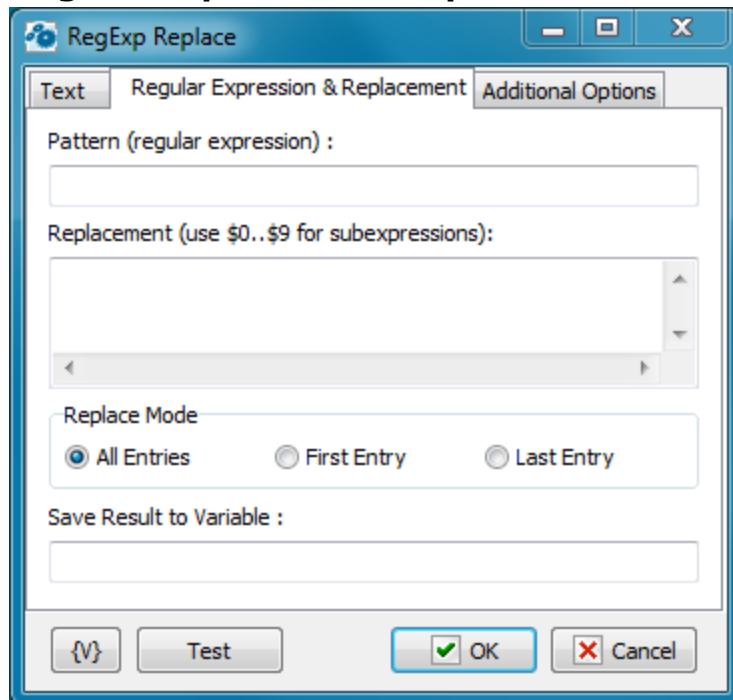 RegExp Replace
Text Regular Expression & Replacement Additional Options
Pattern (regular expression) :
Replacement (use $0..$9 for subexpressions):
Replace Mode
All Entries First Entry Last Entry
Save Result to Variable :
{V} Test OK Cancel